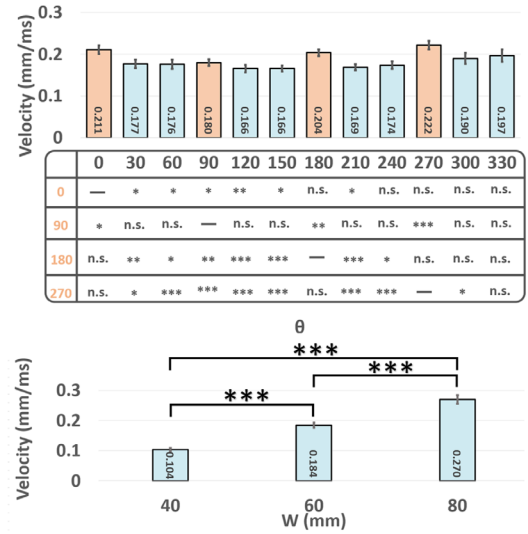 0.3
0.2
0.1
0
Velocity (mm/ms)
0.211 0.177 0.176 0.180 0.166 0.166 0.204 0.169 0.174 0.222 0.190 0.197
0 30 60 90 120 150 180 210 240 270 300 330
0 — * * * ** * n.s. * n.s. n.s. n.s. n.s.
90 * n.s. n.s. — n.s. n.s. ** n.s. n.s. *** n.s. n.s.
180 n.s. ** * ** *** *** — *** * n.s. n.s. n.s.
270 n.s. * *** *** *** *** n.s. *** *** — * n.s.
θ
***
***
***
0.3
0.2
0.1
0
Velocity (mm/ms)
0.104 0.184 0.270
40 60 80
W (mm)